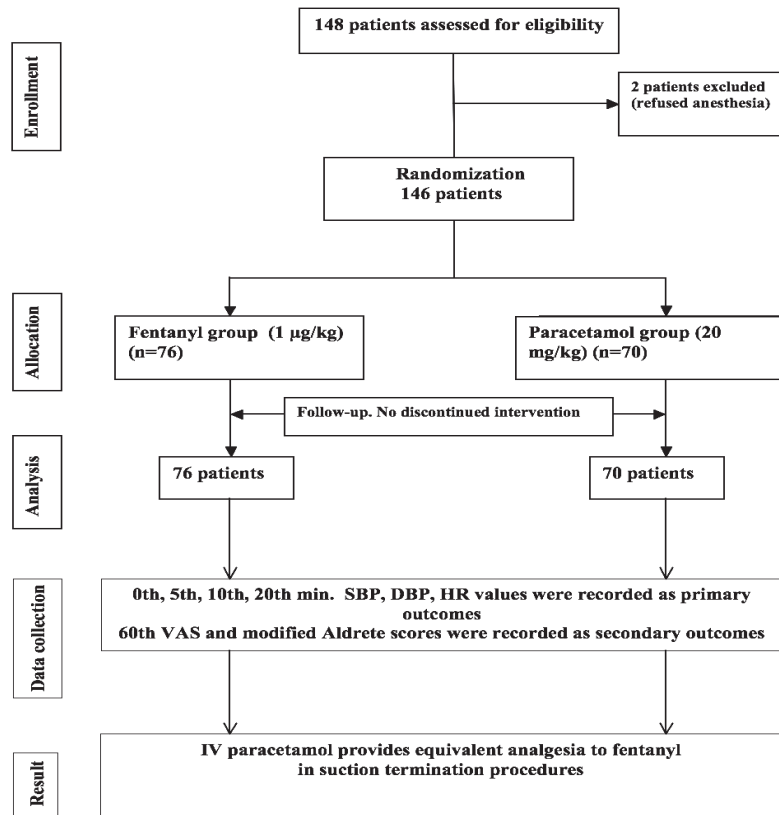 148 patients assessed for eligibility
Enrollment
2 patients excluded
(refused anesthesia)
Randomization
146 patients
Allocation
Fentanyl group (1 µg/kg)
(n=76)
Paracetamol group (20
mg/kg) (n=70)
Follow-up. No discontinued intervention
Analysis
76 patients
70 patients
Data collection
0th, 5th, 10th, 20th min. SBP, DBP, HR values were recorded as primary
outcomes
60th VAS and modified Aldrete scores were recorded as secondary outcomes
Result
IV paracetamol provides equivalent analgesia to fentanyl
in suction termination procedures